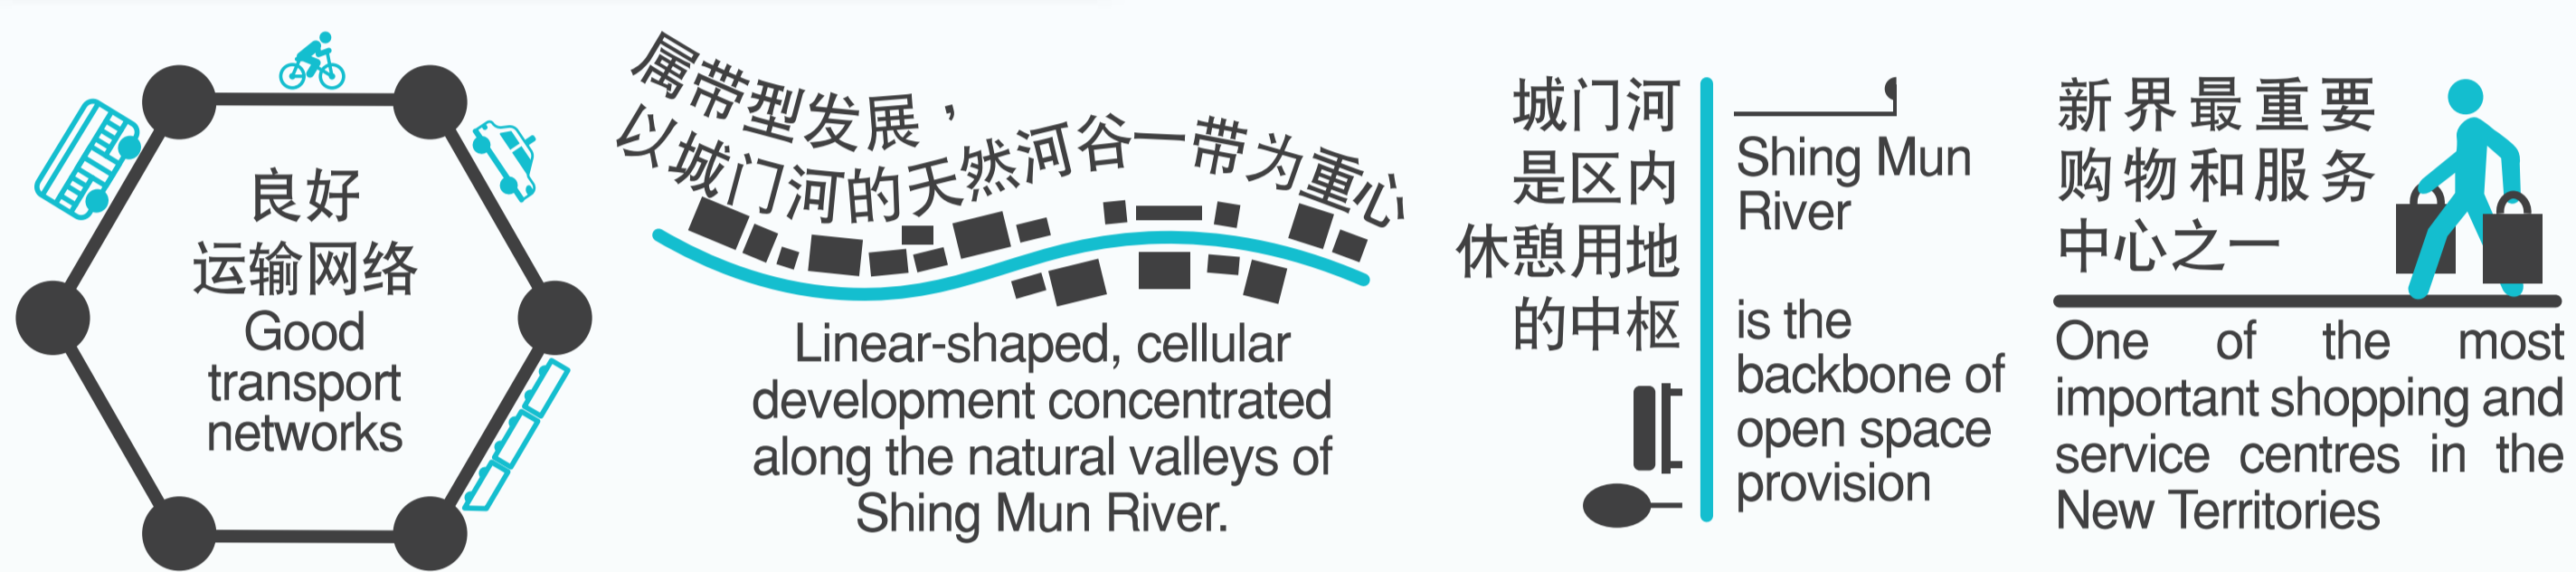 良好
运输网络
Good
transport
networks
属带型发展，
以城门河的天然河谷一带为重心
Linear-shaped, cellular
development concentrated
along the natural valleys of
Shing Mun River.
城门河
是区内
休憩用地
的中枢
Shing Mun
River
is the
backbone of
open space
provision
新界最重要
购物和服务
中心之一
One of the most
important shopping and
service centres in the
New Territories